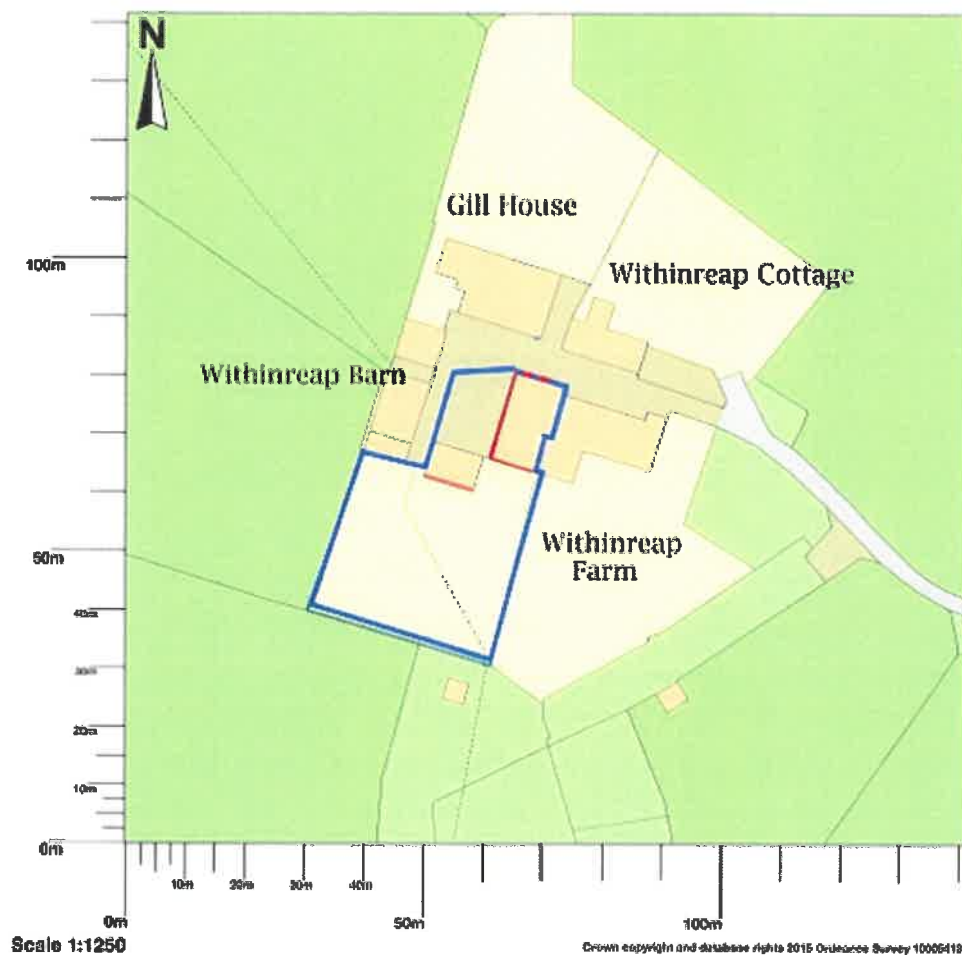 N
Gill House
Withinreap Cottage
100m
Withinreap Barn
50m
Withinreap
Farm
40m
30m
20m
10m
0m
10m 20m 30m 40m
0m 50m 100m
Scale 1:1250
Crown copyright and database rights 2015 Ordnance Survey